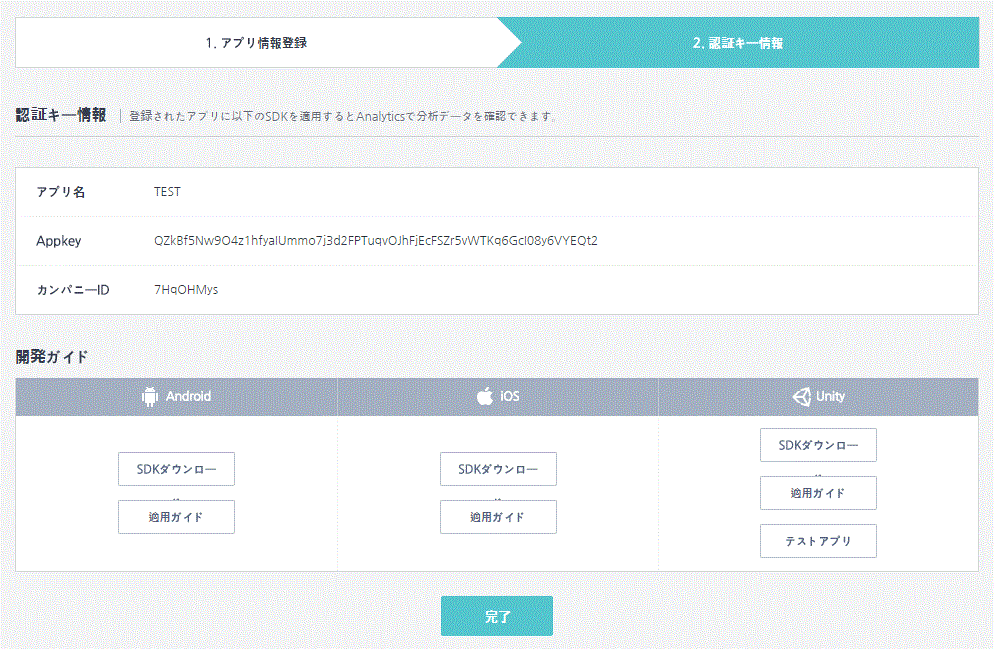 1. アプリ情報登録
2. 認証キー情報
認証キー情報 登録されたアプリに以下のSDKを適用するとAnalyticsで分析データを確認できます。
アプリ名 TEST
Appkey QZkBf5Nw9O4z1hfyaIUmmo7j3d2FPTuqvOJhFjEcFSZr5vWTKq6GcI08y6VYEQt2
カンパニーID 7HqOHMys
開発ガイド
Android
iOS
Unity
SDKダウンロー
適用ガイド
SDKダウンロー
適用ガイド
SDKダウンロー
適用ガイド
テストアプリ
完了